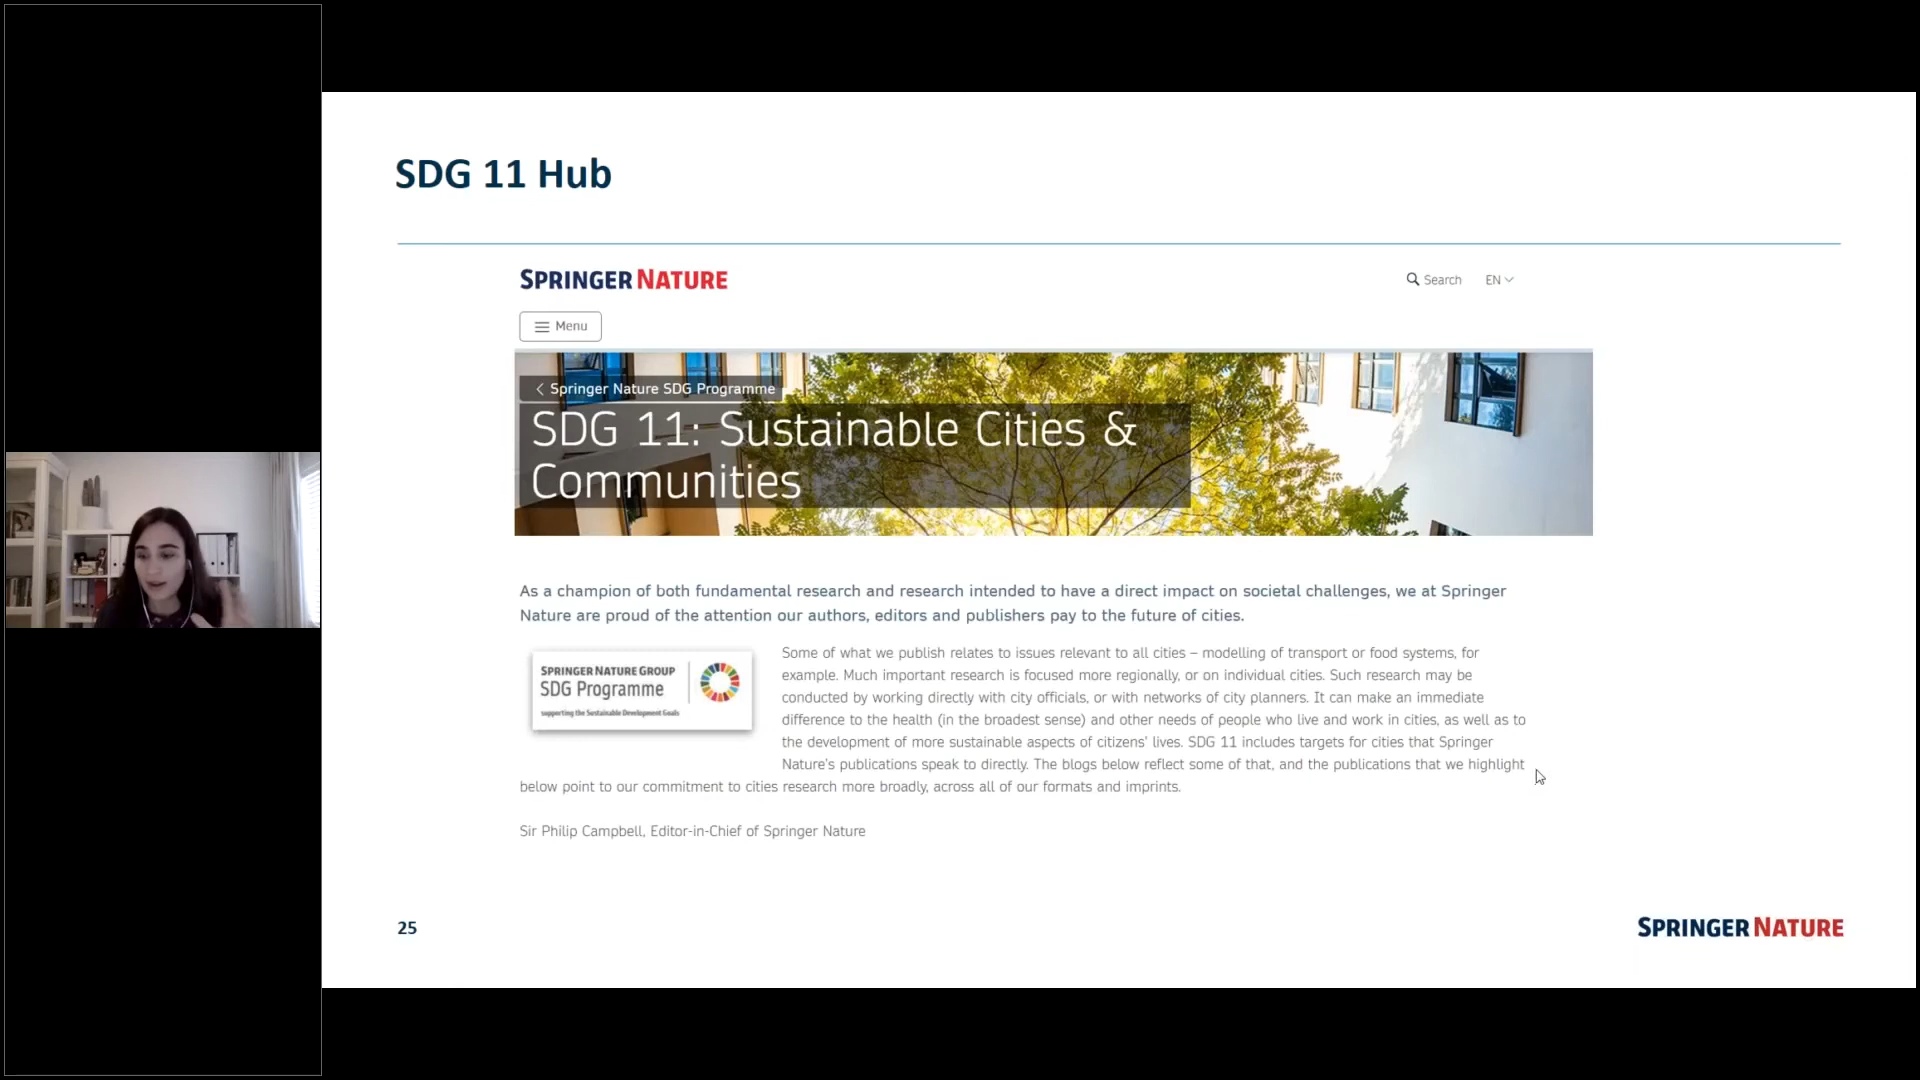 SDG 11 Hub
SPRINGER NATURE
Search EN
Menu
Springer Nature SDG Programme
SDG 11: Sustainable Cities &
Communities
As a champion of both fundamental research and research intended to have a direct impact on societal challenges, we at Springer
Nature are proud of the attention our authors, editors and publishers pay to the future of cities.
SPRINGER NATURE GROUP
SDG Programme
supporting the Sustainable Development Goals
Some of what we publish relates to issues relevant to all cities – modelling of transport or food systems, for
example. Much important research is focused more regionally, or on individual cities. Such research may be
conducted by working directly with city officials, or with networks of city planners. It can make an immediate
difference to the health (in the broadest sense) and other needs of people who live and work in cities, as well as to
the development of more sustainable aspects of citizens' lives. SDG 11 includes targets for cities that Springer
Nature's publications speak to directly. The blogs below reflect some of that, and the publications that we highlight
below point to our commitment to cities research more broadly, across all of our formats and imprints.
Sir Philip Campbell, Editor-in-Chief of Springer Nature
25
SPRINGER NATURE